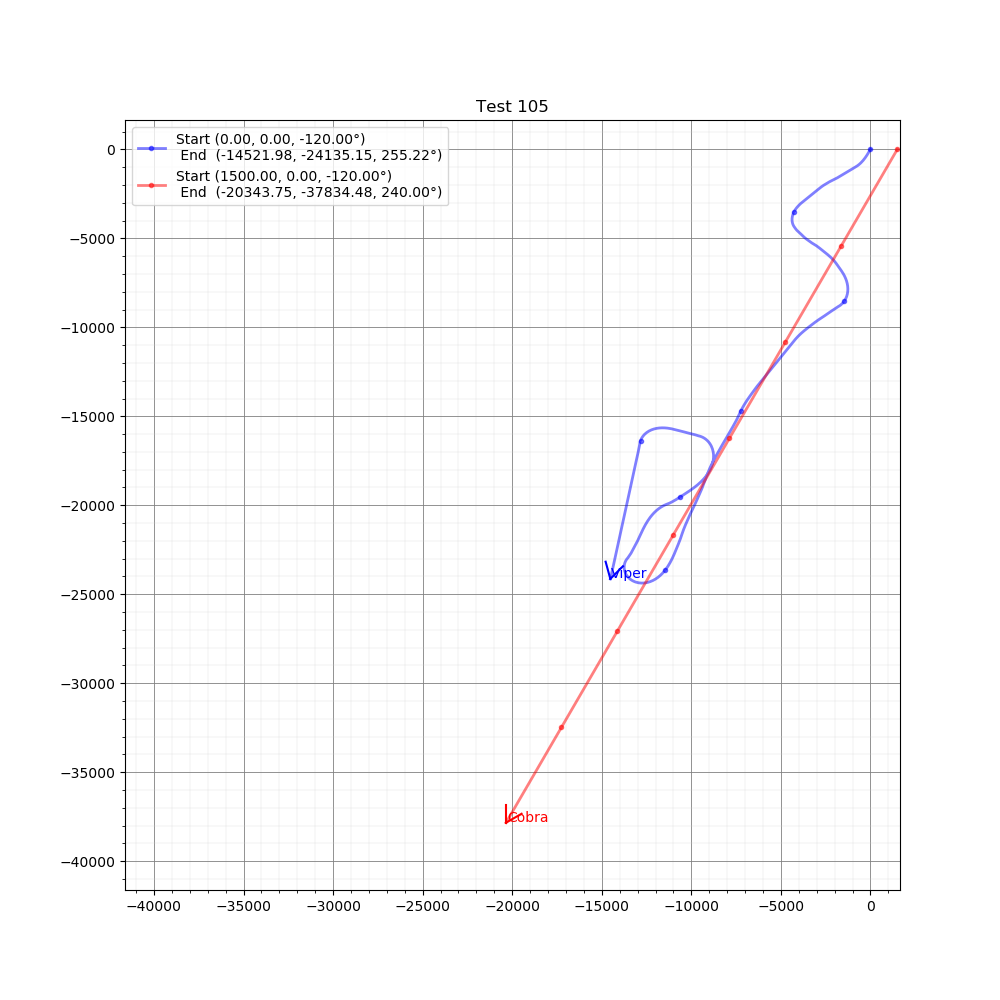 Test 105
Start (0.00, 0.00, -120.00°)
End (-14521.98, -24135.15, 255.22°)
Start (1500.00, 0.00, -120.00°)
End (-20343.75, -37834.48, 240.00°)
0
−5000
−10000
−15000
−20000
−25000
−30000
−35000
−40000
Viper
Cobra
−40000 −35000 −30000 −25000 −20000 −15000 −10000 −5000 0